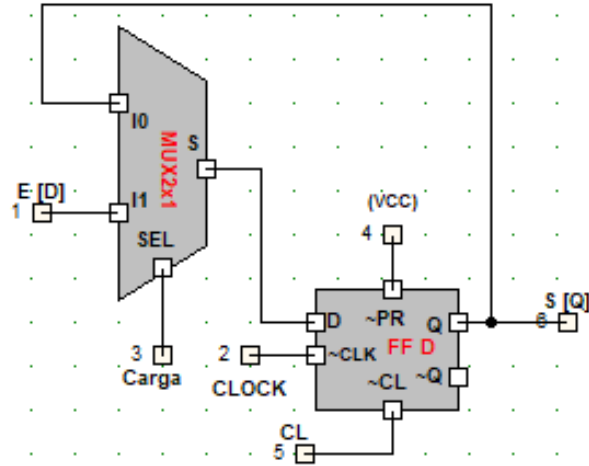 I0
MUX2x1
S
E [D]
1
I1
SEL
3
Carga
(VCC)
4
2
CLOCK
D
~PR
Q
~CLK
FF D
~CL
~Q
S [Q]
6
CL
5